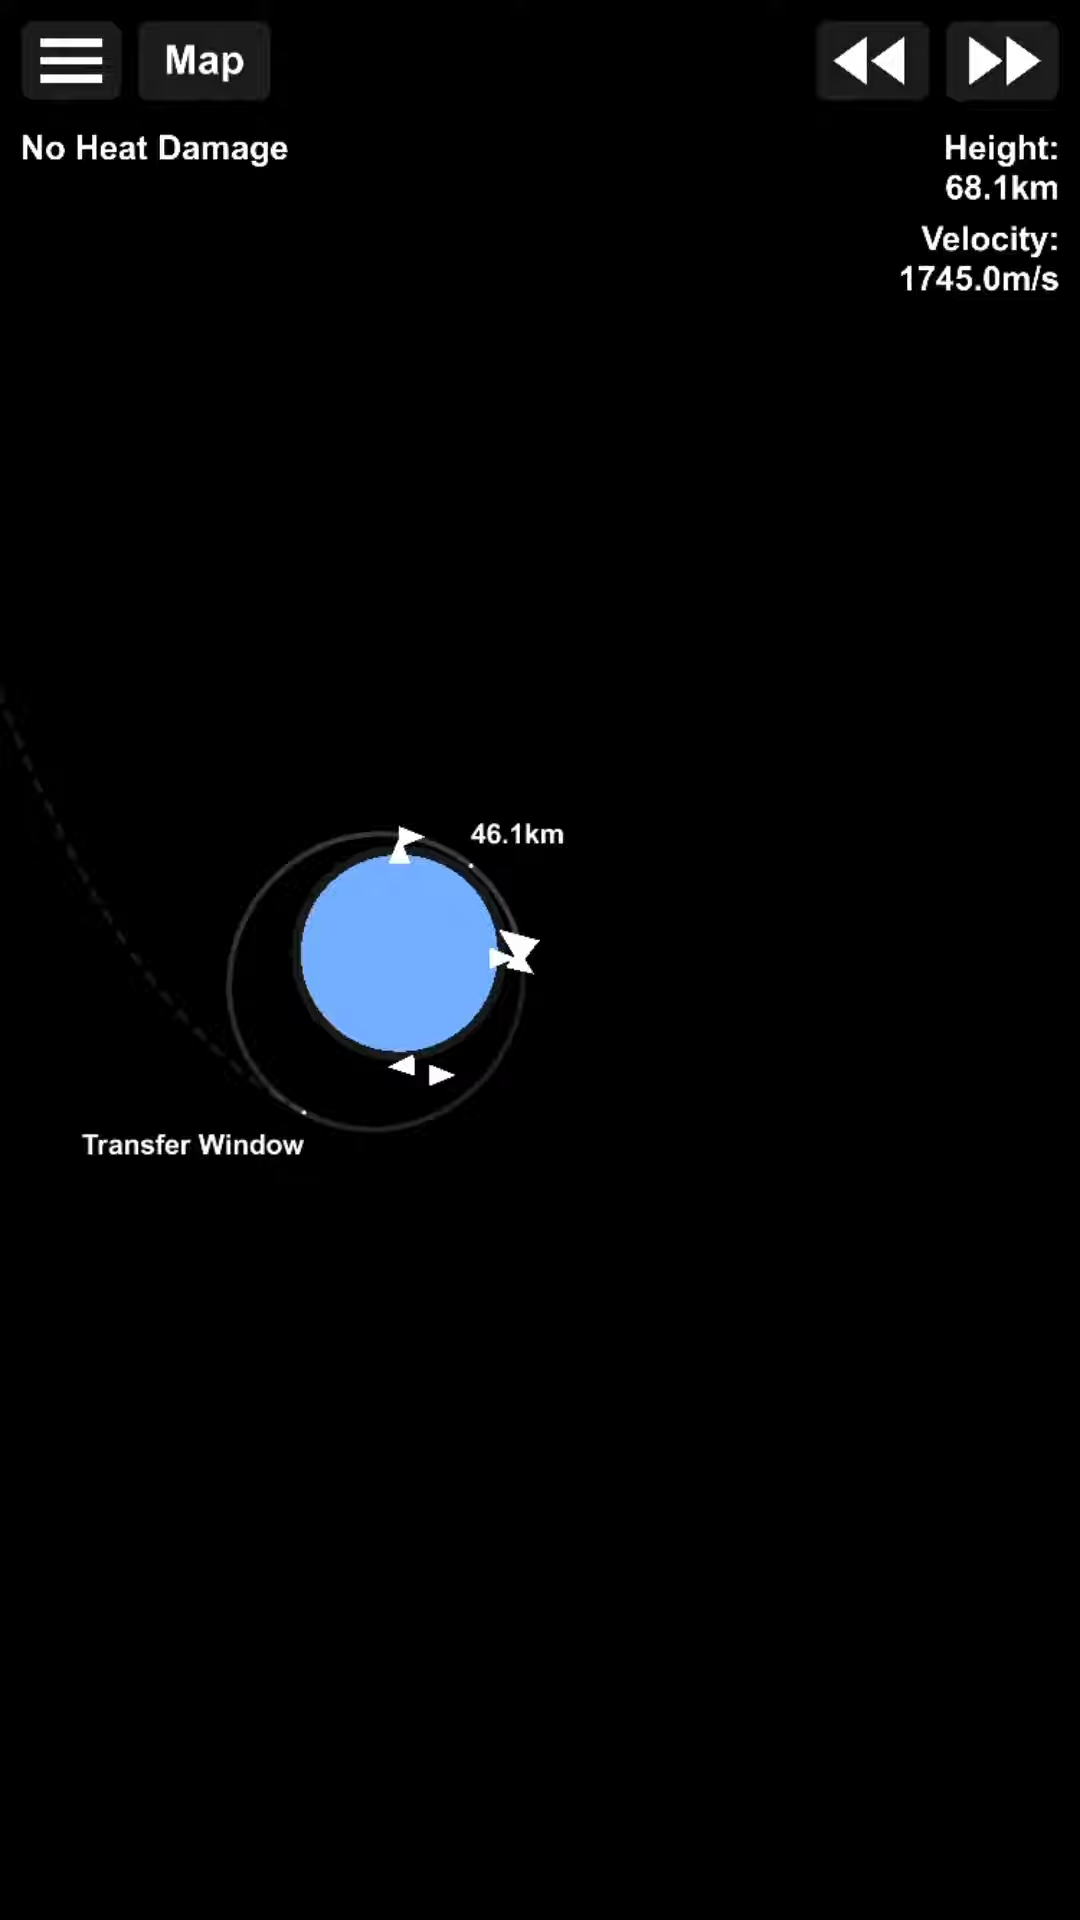 Map
No Heat Damage
Height:
68.1km
Velocity:
1745.0m/s
46.1km
Transfer Window